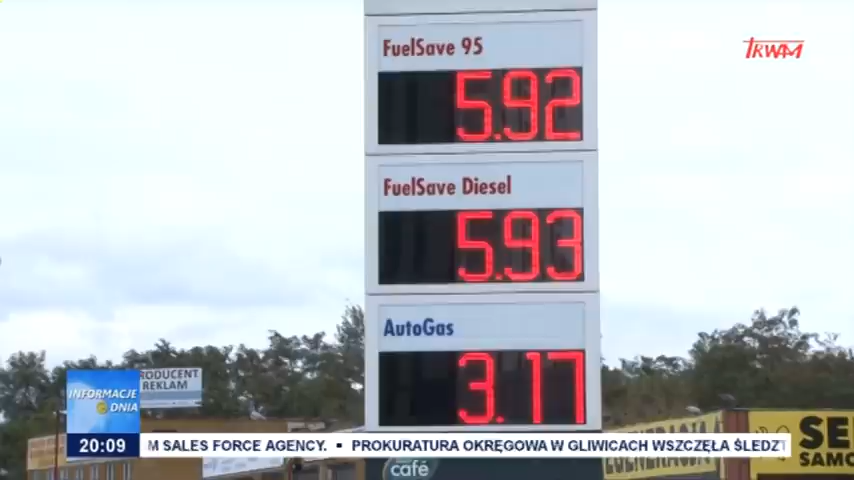 FuelSave 95
5.92
TRWAM
FuelSave Diesel
5.93
AutoGas
3.17
PRODUCENT
REKLAM
INFORMACJE
DNIA
20:09
M SALES FORCE AGENCY. ▪ PROKURATURA OKRĘGOWA W GLIWICACH WSZCZĘŁA ŚLEDZT
café
EGENERACJA
SE
SAMO